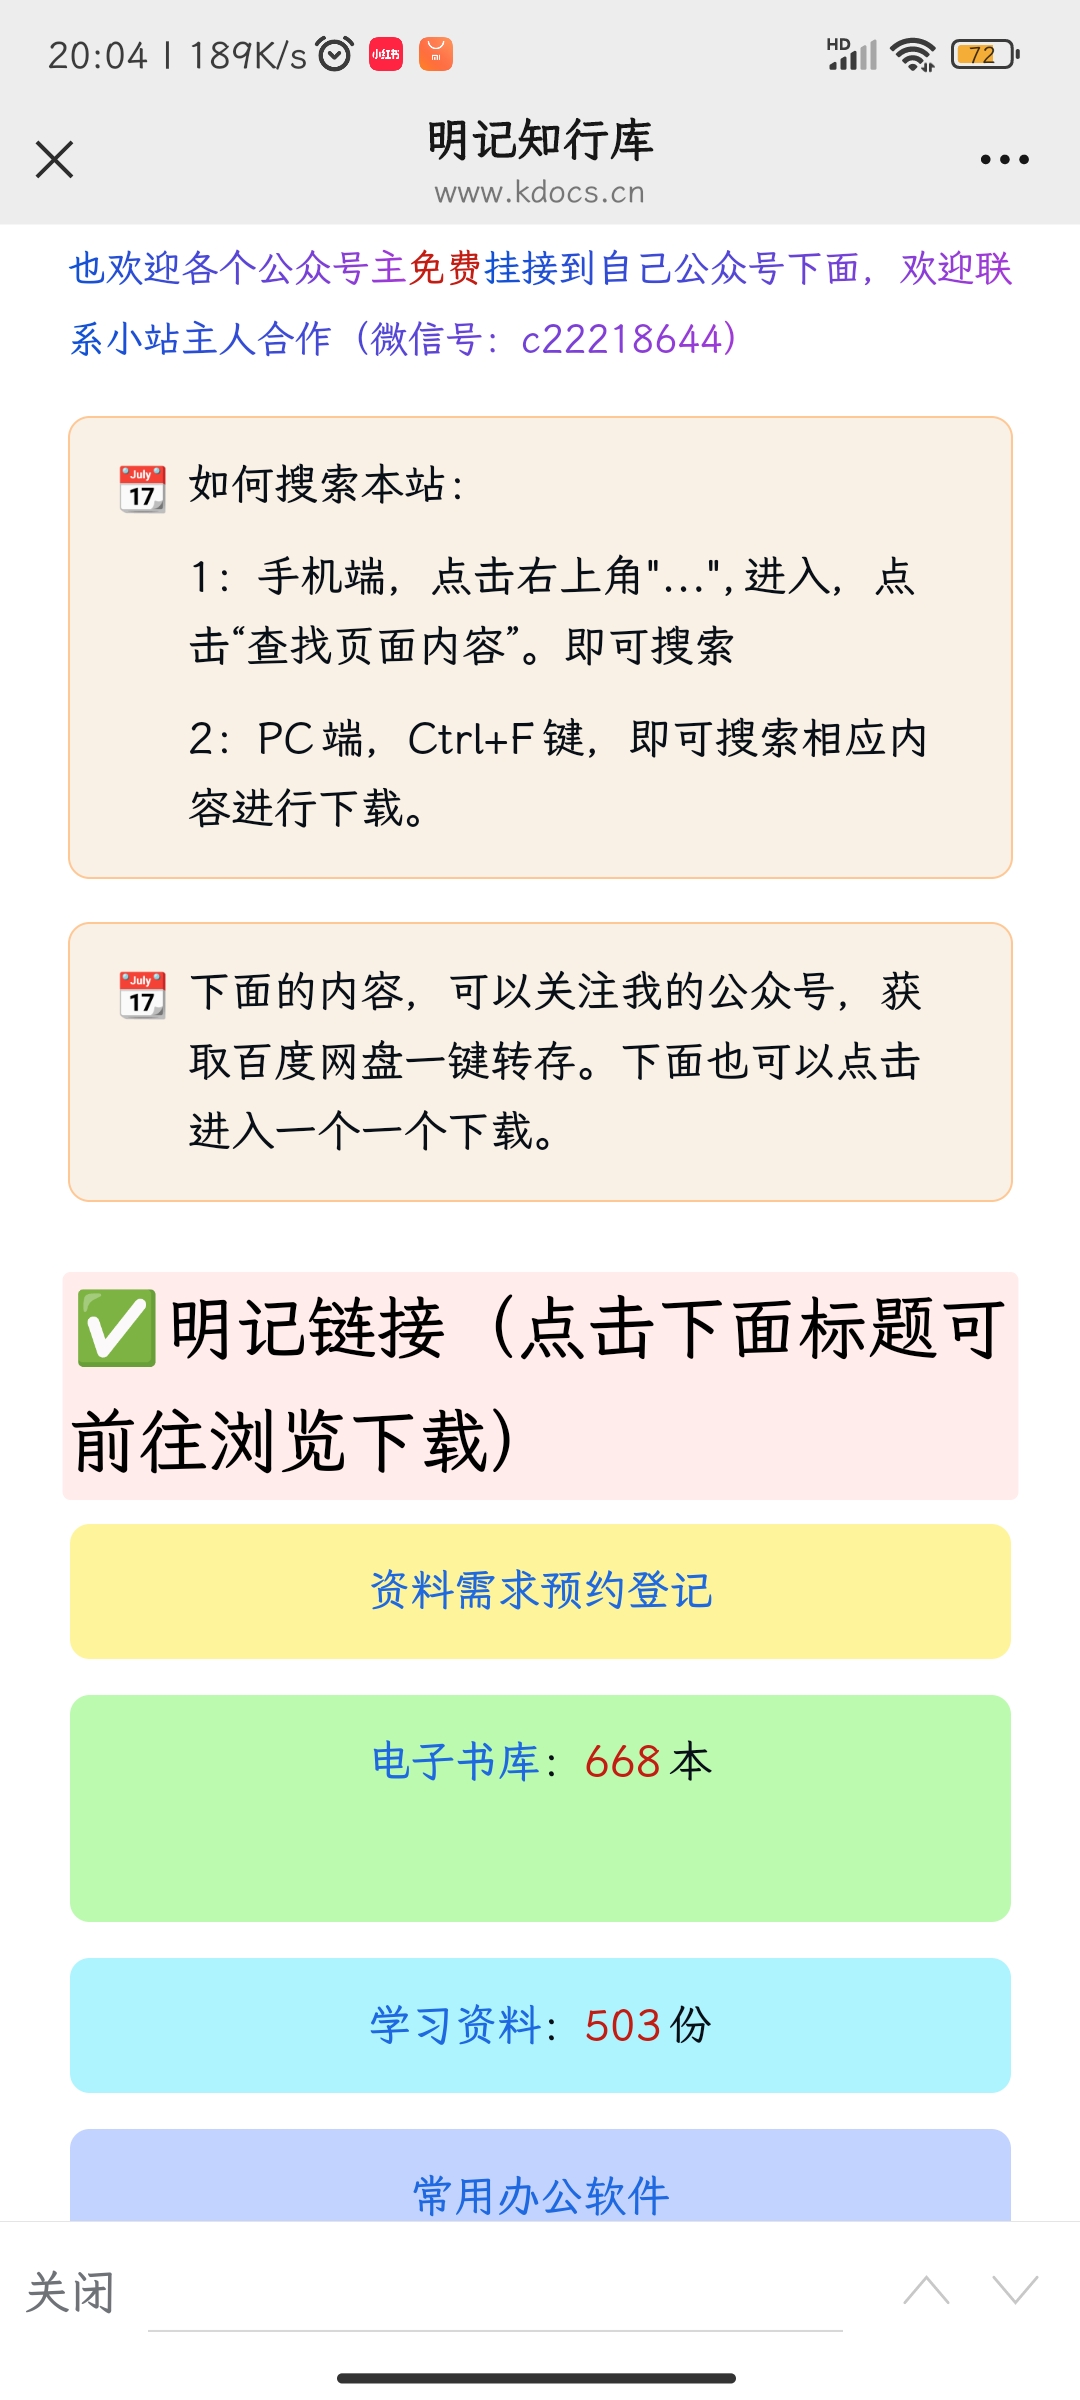 20:04 | 189K/s
小红书
HD
72
明记知行库
www.kdocs.cn
也欢迎各个公众号主免费挂接到自己公众号下面，欢迎联
系小站主人合作（微信号：c22218644）
July
17
如何搜索本站：
1：手机端，点击右上角"...",进入，点
击“查找页面内容”。即可搜索
2：PC端，Ctrl+F键，即可搜索相应内
容进行下载。
July
17
下面的内容，可以关注我的公众号，获
取百度网盘一键转存。下面也可以点击
进入一个一个下载。
✅明记链接（点击下面标题可
前往浏览下载）
资料需求预约登记
电子书库：668本
学习资料：503份
常用办公软件
关闭